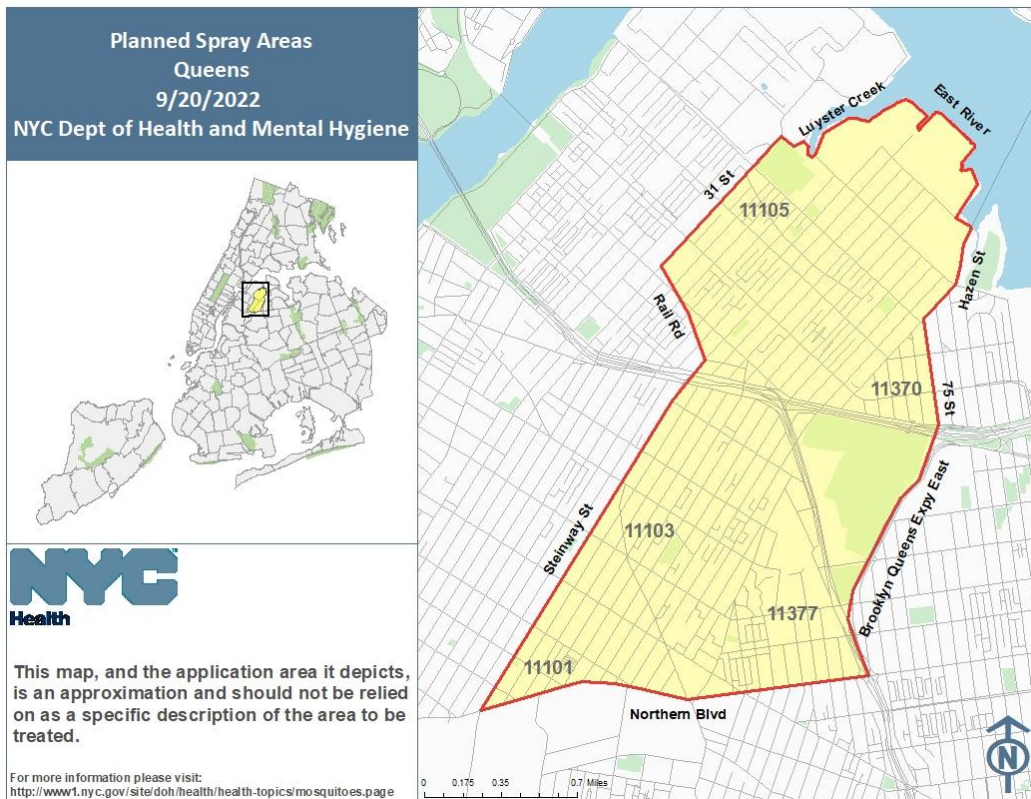 Planned Spray Areas
Queens
9/20/2022
NYC Dept of Health and Mental Hygiene
NYC
Health
This map, and the application area it depicts,
is an approximation and should not be relied
on as a specific description of the area to be
treated.
For more information please visit:
http://www1.nyc.gov/site/doh/health/health-topics/mosquitoes.page
Luyster Creek
East River
31 St
11105
Hazen St
Rail Rd
11370
75 St
Steinway St
11103
Brooklyn Queens Expy East
11377
11101
Northern Blvd
0 0.175 0.35 0.7 Miles
N